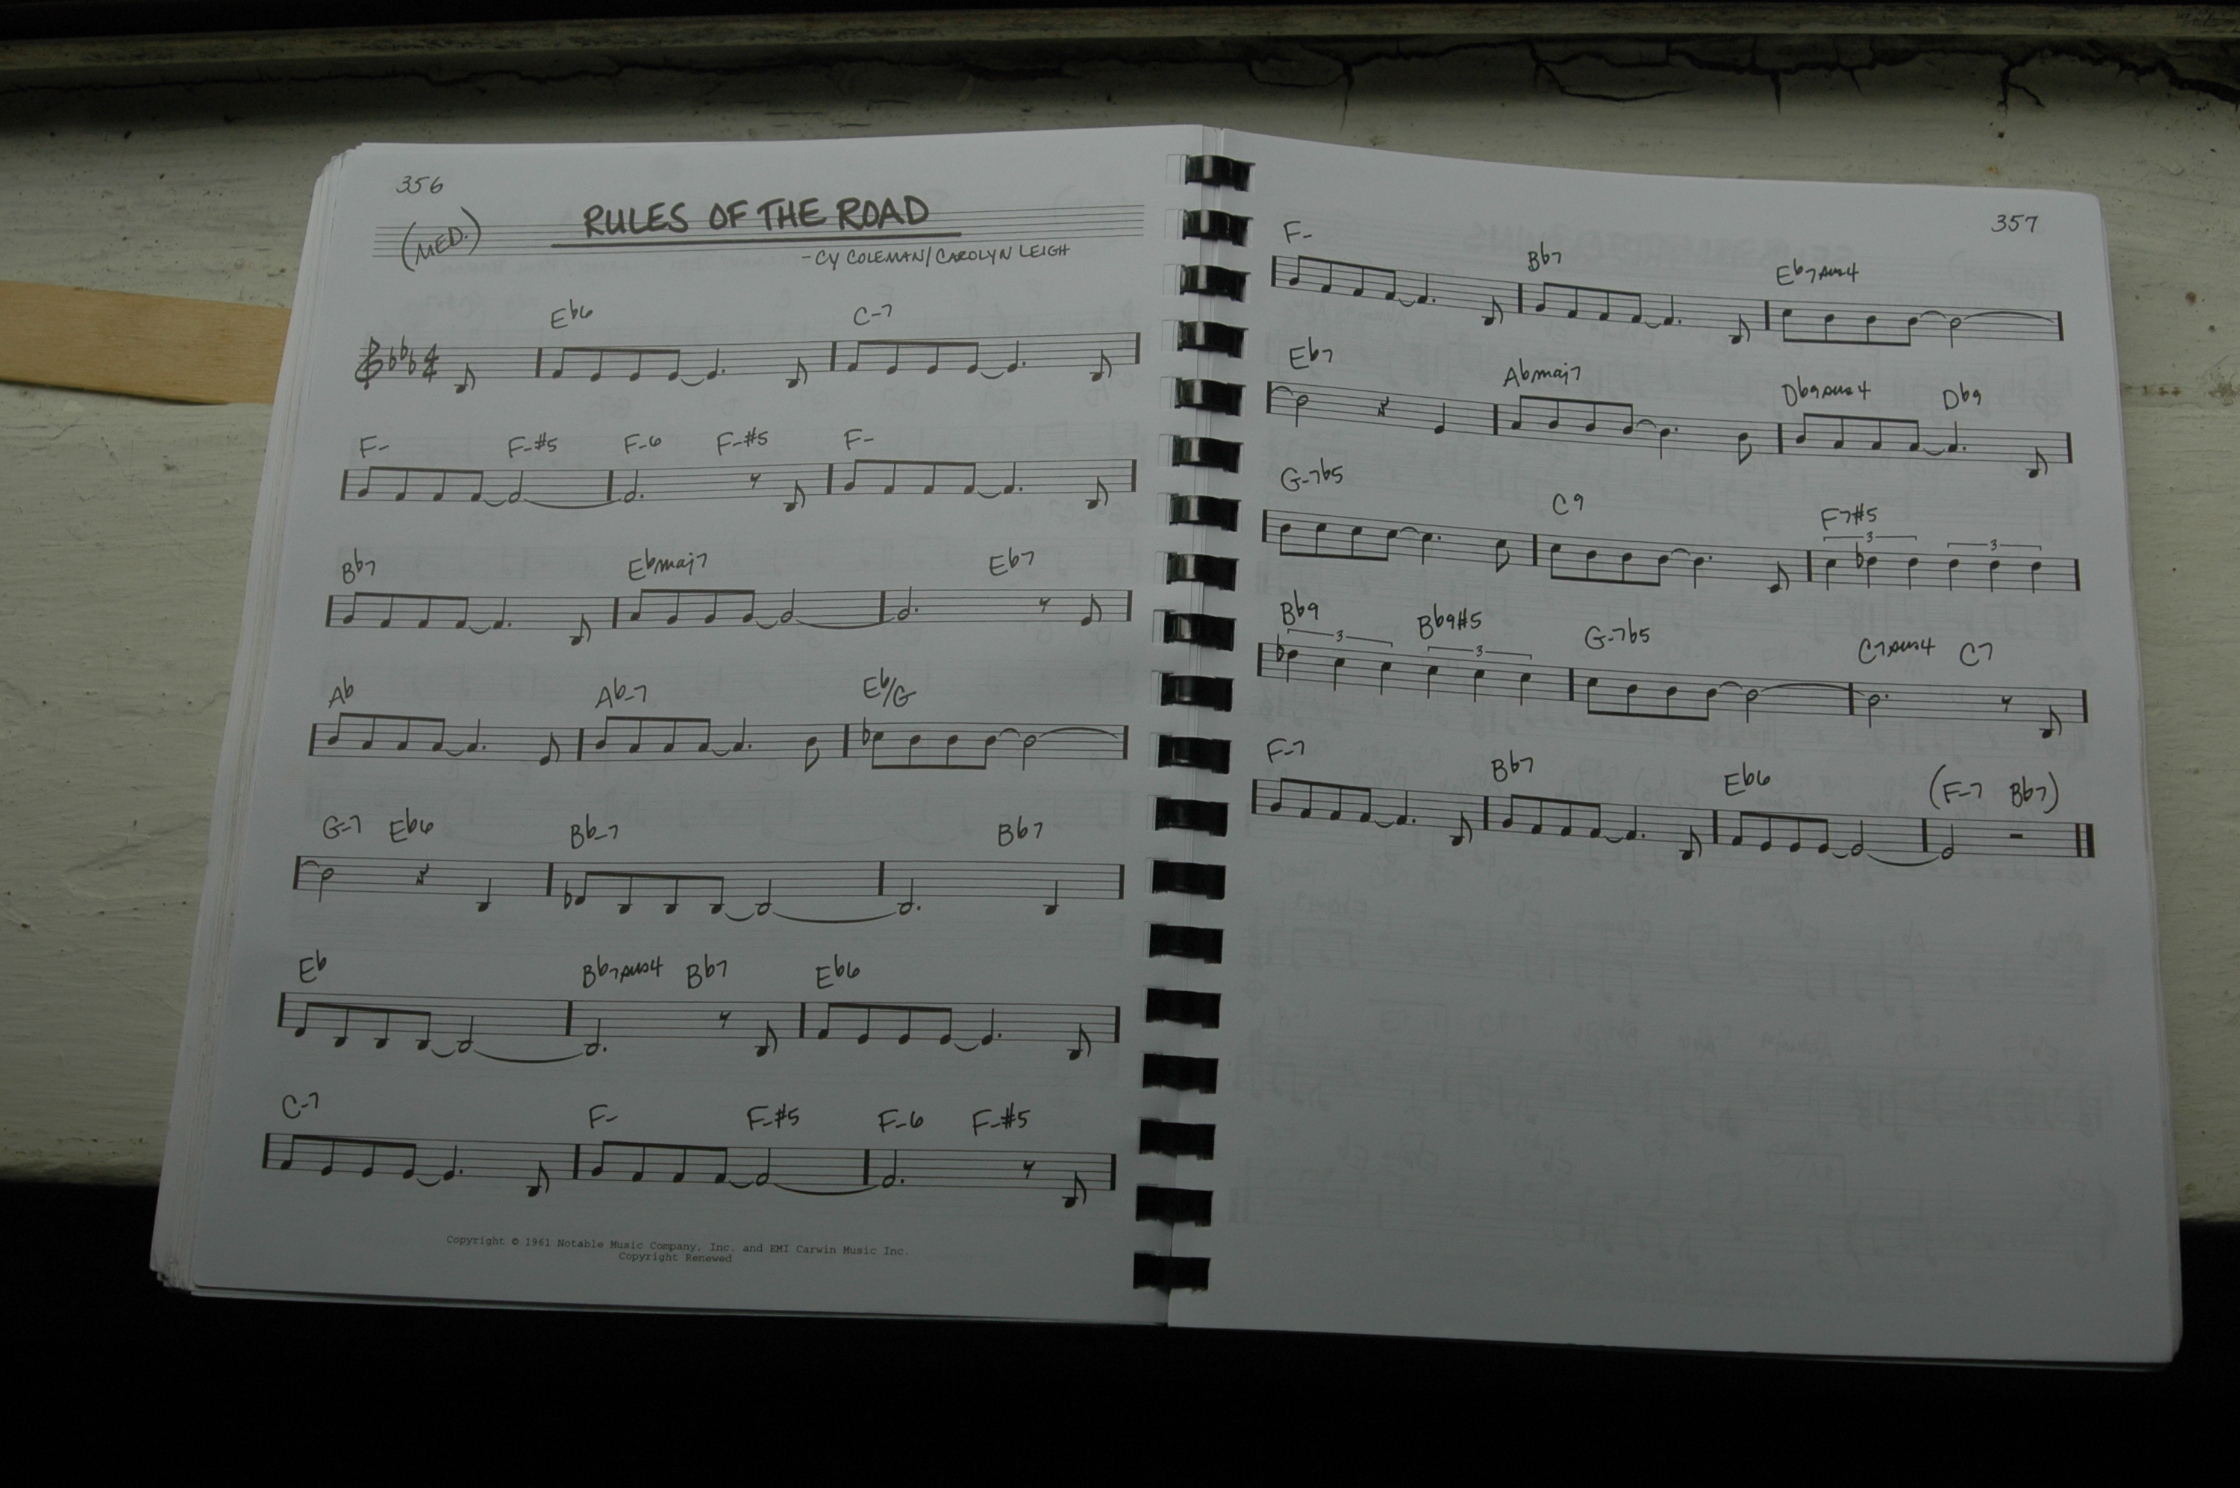 356
RULES OF THE ROAD
(MED.)
- CY COLEMAN/CAROLYN LEIGH
Eb6 C-7
4
F- F-#5 F-6 F-#5 F-
Bb7 Ebmaj7 Eb7
Ab Ab-7 Eb/G
G-7 Eb6 Bb-7 Bb7
Eb Bb7sus4 Bb7 Eb6
C-7 F- F-#5 F-6 F-#5
Copyright © 1961 Notable Music Company, Inc. and EMI Carwin Music Inc.
Copyright Renewed
357
F- Bb7 Eb7sus4
Eb7 Abmaj7 Db9sus4 Db9
G-7b5 C9 F7#5
3 3
Bb9 Bb9#5 G-7b5 C7sus4 C7
3 3
F-7 Bb7 Eb6 (F-7 Bb7)